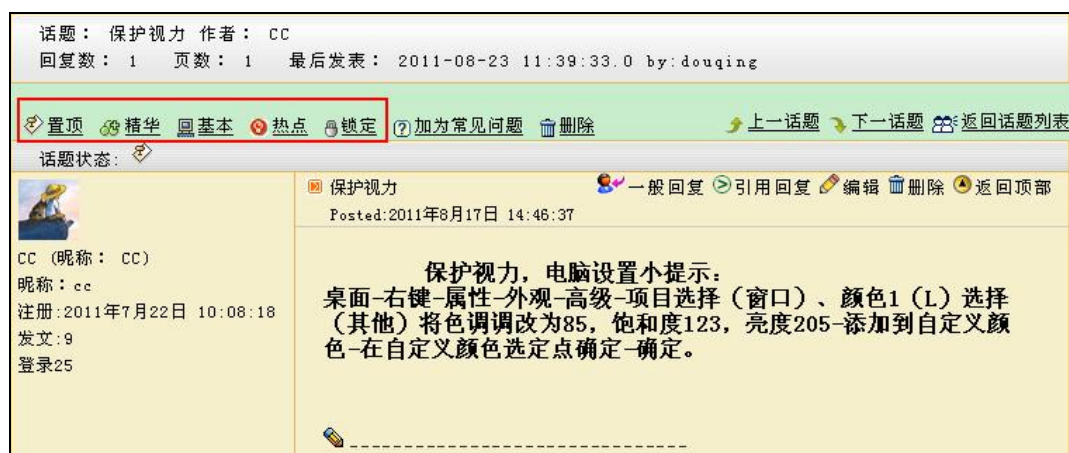 话题： 保护视力 作者： CC
回复数： 1 页数： 1 最后发表： 2011-08-23 11:39:33.0 by:douqing
置顶 精华 基本 热点 锁定 加为常见问题 删除 上一话题 下一话题 返回话题列表
话题状态:
保护视力 一般回复 引用回复 编辑 删除 返回顶部
Posted:2011年8月17日 14:46:37
CC (昵称： CC)
昵称：cc
注册:2011年7月22日 10:08:18
发文:9
登录25
保护视力，电脑设置小提示：
桌面-右键-属性-外观-高级-项目选择（窗口）、颜色1（L）选择
（其他）将色调调改为85，饱和度123，亮度205-添加到自定义颜
色-在自定义颜色选定点确定-确定。